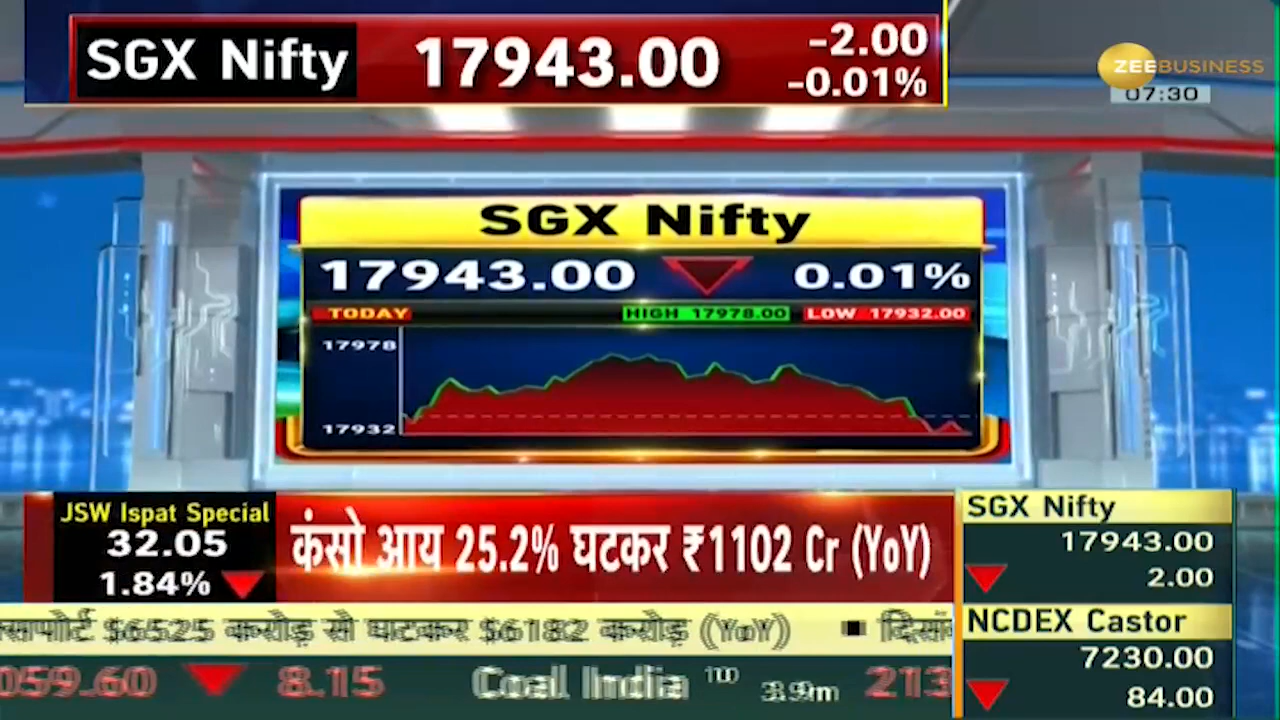 SGX Nifty 17943.00 -2.00
-0.01%
ZEEBUSINESS
07:30
SGX Nifty
17943.00 0.01%
TODAY HIGH 17978.00 LOW 17932.00
17978
17932
JSW Ispat Special
32.05
1.84%
कंसो आय 25.2% घटकर ₹1102 Cr (YoY)
SGX Nifty
17943.00
2.00
NCDEX Castor
7230.00
84.00
$6525 करोड़ से घटकर $6182 करोड़ (YoY)
059.60 8.15 Coal India 213